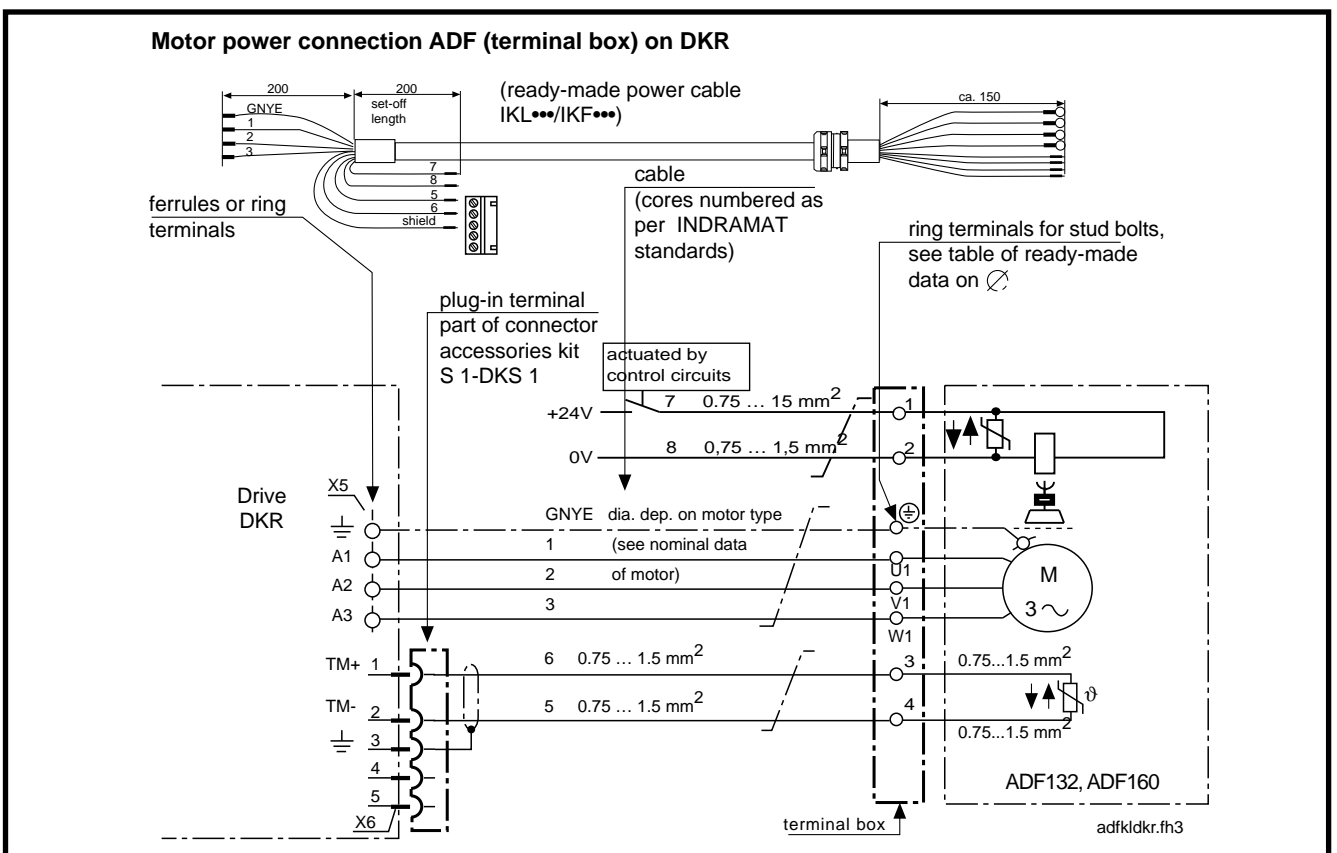 Motor power connection ADF (terminal box) on DKR
200
200
GNYE
set-off
length
1
2
3
(ready-made power cable
IKL•••/IKF•••)
ca. 150
7
8
5
6
shield
ferrules or ring
terminals
cable
(cores numbered as
per INDRAMAT
standards)
ring terminals for stud bolts,
see table of ready-made
data on ∅
plug-in terminal
part of connector
accessories kit
S 1-DKS 1
actuated by
control circuits
+24V
7 0.75 … 15 mm²
1
0V
8 0,75 … 1,5 mm²
2
Drive
DKR
X5
GNYE dia. dep. on motor type
A1
1 (see nominal data
U1
A2
2 of motor)
V1
A3
3
W1
M
3 ~
TM+ 1
6 0.75 … 1.5 mm²
3
0.75...1.5 mm²
TM- 2
5 0.75 … 1.5 mm²
4
ϑ
0.75...1.5 mm²
3
4
5
X6
ADF132, ADF160
terminal box
adfkldkr.fh3